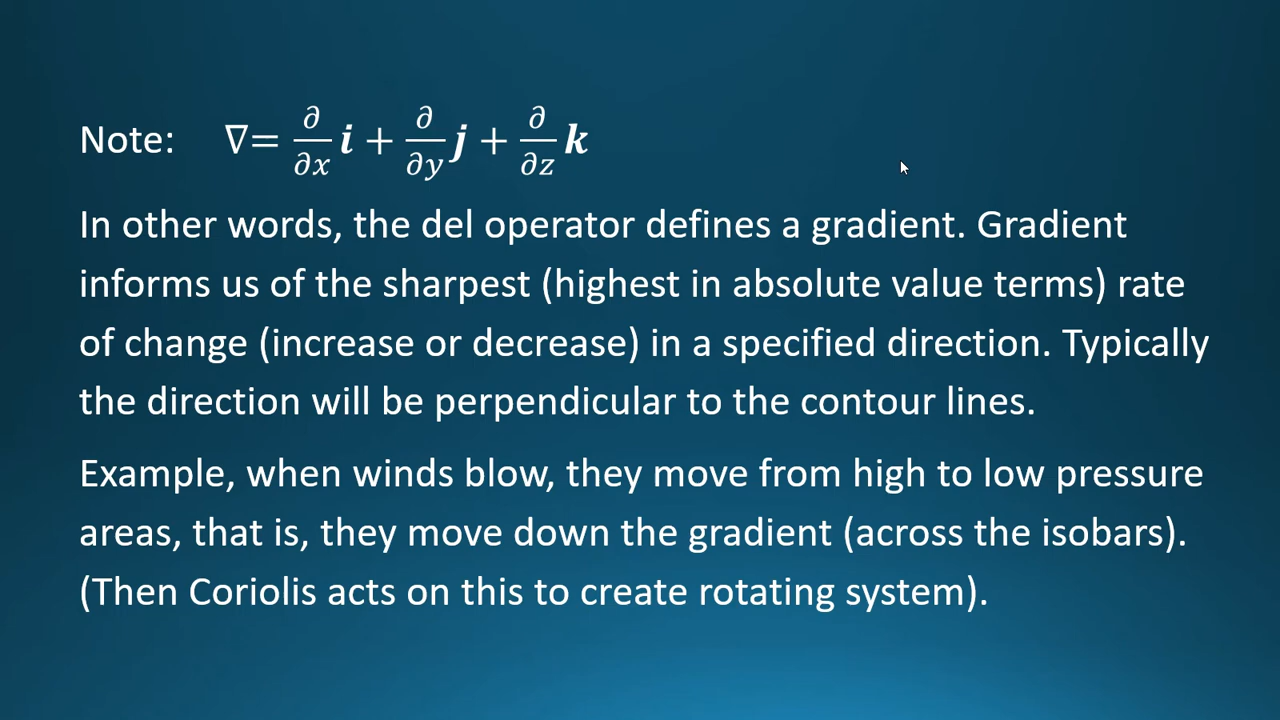 Note: ∇= ∂/∂x i + ∂/∂y j + ∂/∂z k
In other words, the del operator defines a gradient. Gradient
informs us of the sharpest (highest in absolute value terms) rate
of change (increase or decrease) in a specified direction. Typically
the direction will be perpendicular to the contour lines.
Example, when winds blow, they move from high to low pressure
areas, that is, they move down the gradient (across the isobars).
(Then Coriolis acts on this to create rotating system).